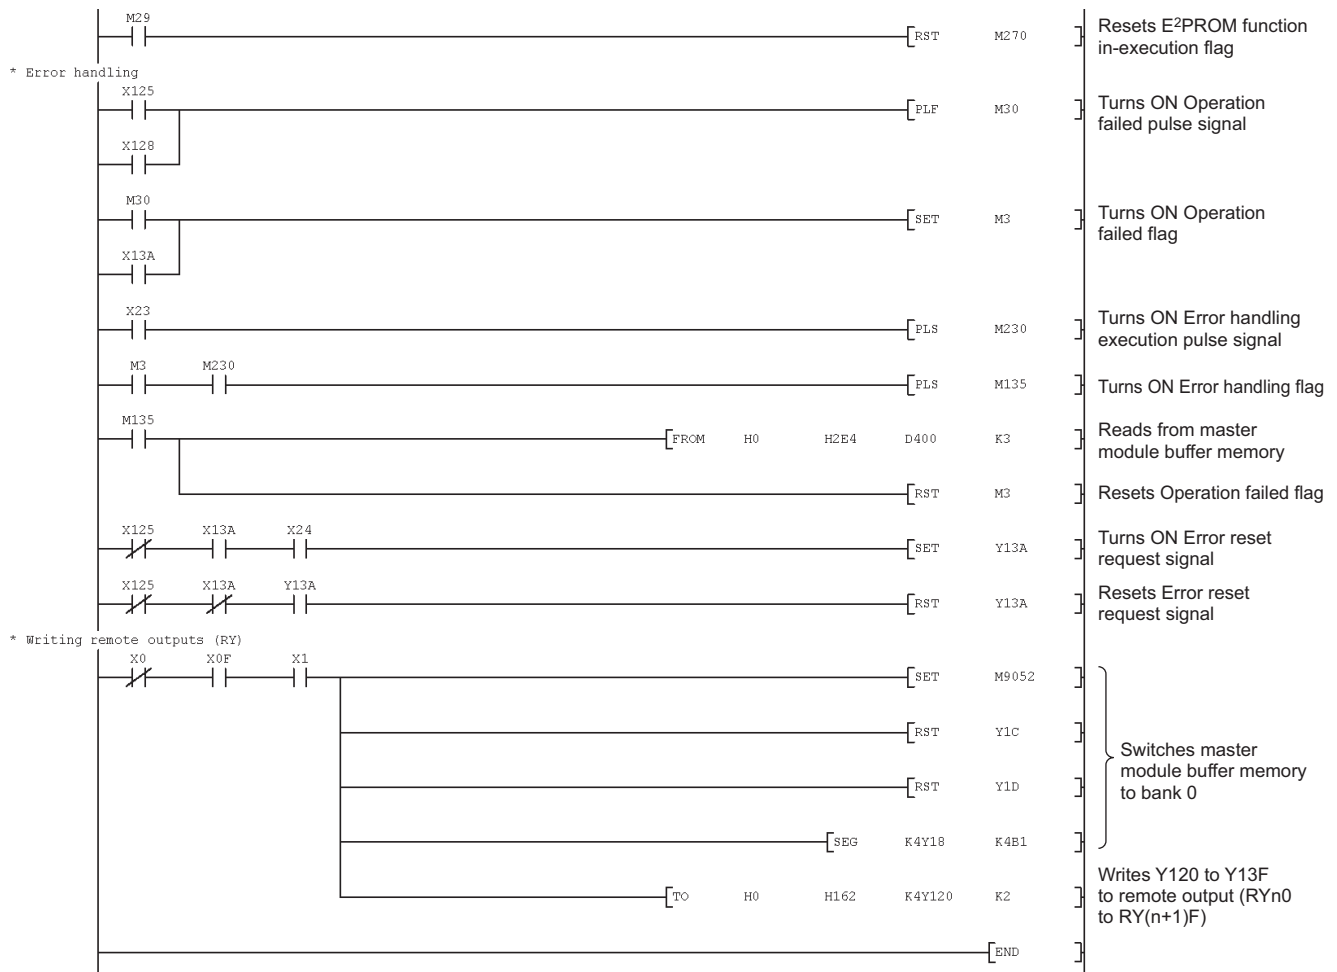 M29
RST M270
Resets E²PROM function
in-execution flag
* Error handling
X125
PLF M30
Turns ON Operation
failed pulse signal
X128
M30
SET M3
Turns ON Operation
failed flag
X13A
X23
PLS M230
Turns ON Error handling
execution pulse signal
M3 M230
PLS M135
Turns ON Error handling flag
M135
FROM H0 H2E4 D400 K3
Reads from master
module buffer memory
RST M3
Resets Operation failed flag
X125 X13A X24
SET Y13A
Turns ON Error reset
request signal
X125 X13A Y13A
RST Y13A
Resets Error reset
request signal
* Writing remote outputs (RY)
X0 X0F X1
SET M9052
RST Y1C
Switches master
module buffer memory
to bank 0
RST Y1D
SEG K4Y18 K4B1
TO H0 H162 K4Y120 K2
Writes Y120 to Y13F
to remote output (RYn0
to RY(n+1)F)
END